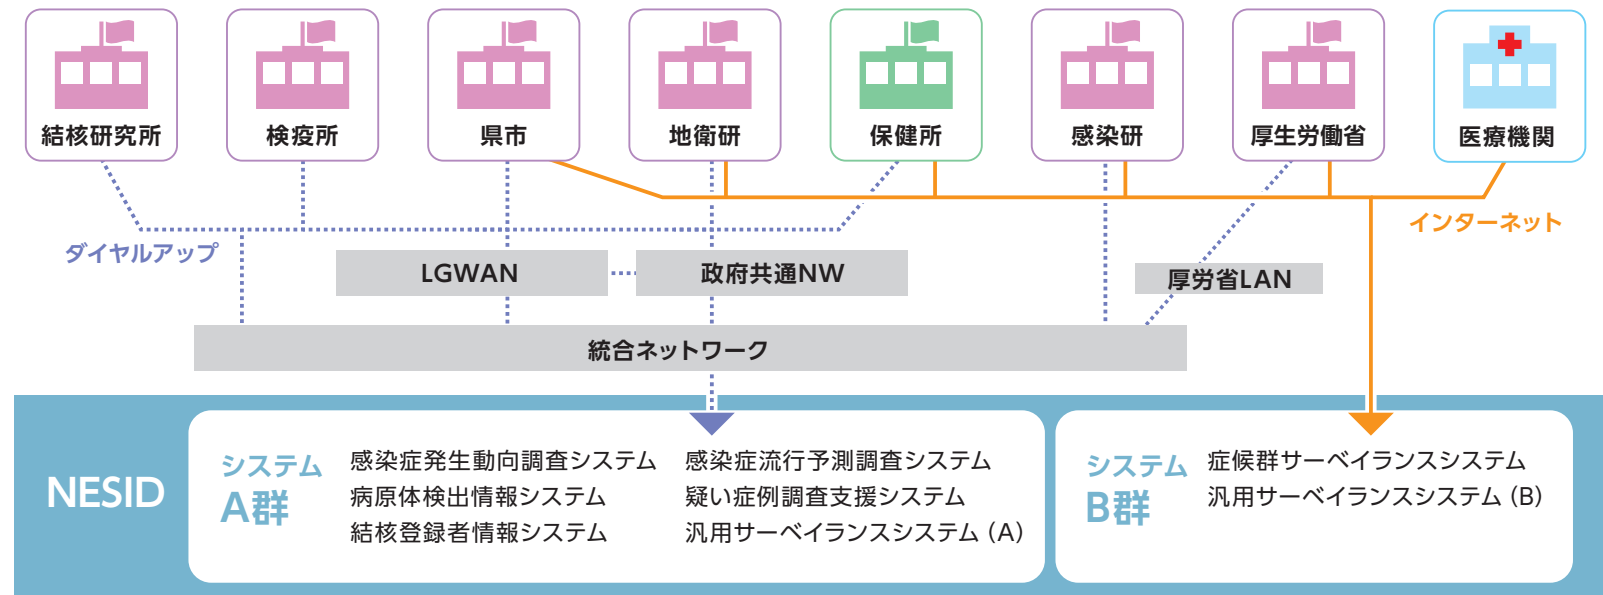 結核研究所
検疫所
県市
地衛研
保健所
感染研
厚生労働省
医療機関
ダイヤルアップ
インターネット
LGWAN
政府共通NW
厚労省LAN
統合ネットワーク
NESID
システム
A群
感染症発生動向調査システム
病原体検出情報システム
結核登録者情報システム
感染症流行予測調査システム
疑い症例調査支援システム
汎用サーベイランスシステム（A）
システム
B群
症候群サーベイランスシステム
汎用サーベイランスシステム（B）